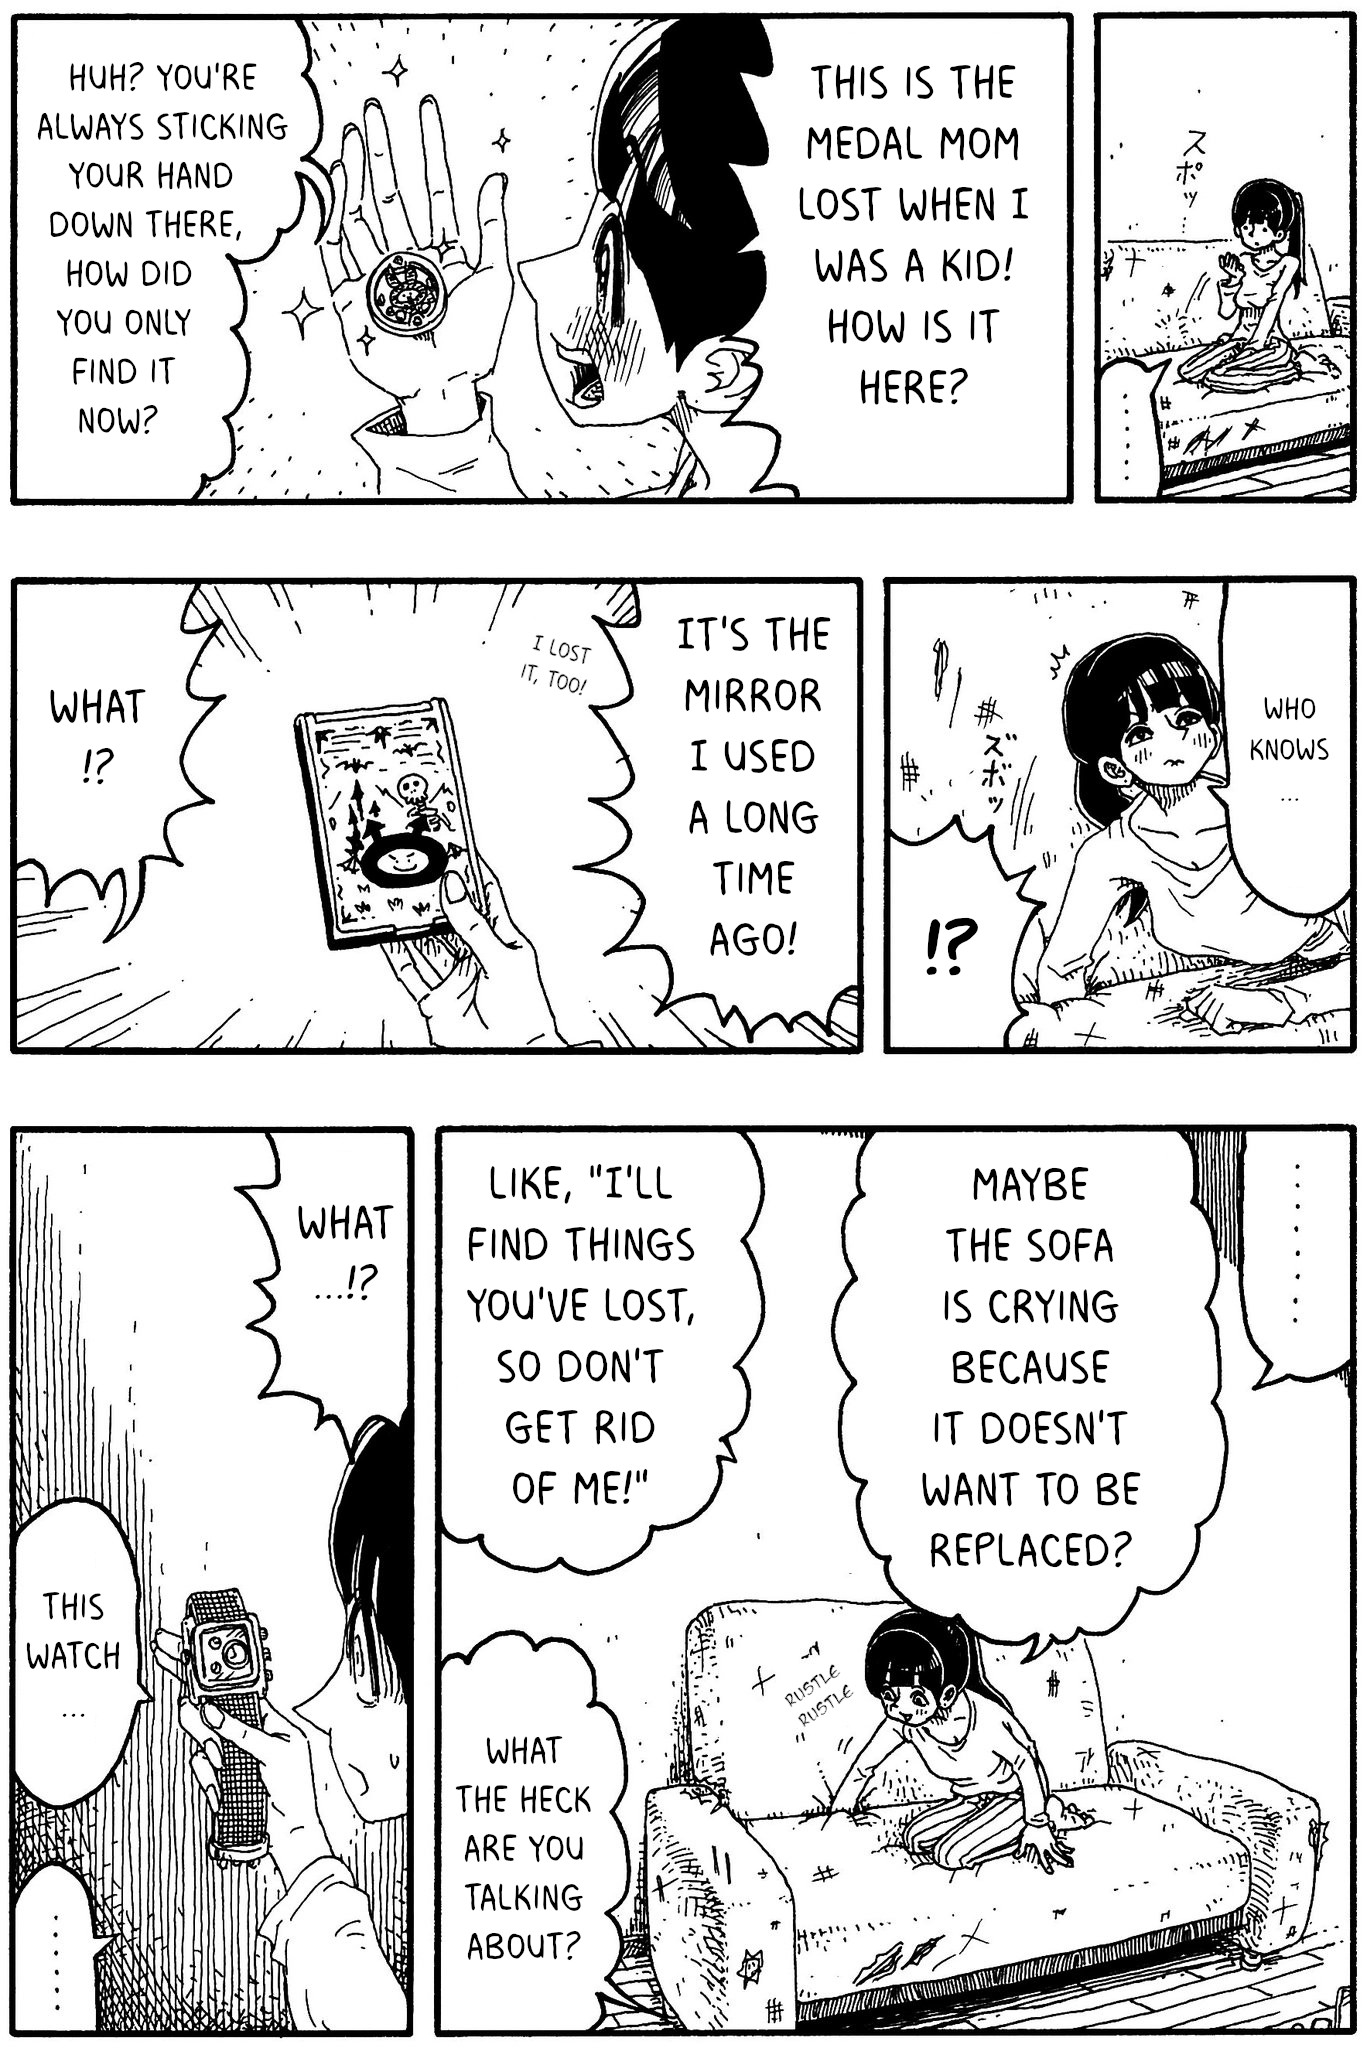 スポッ
......
THIS IS THE
MEDAL MOM
LOST WHEN I
WAS A KID!
HOW IS IT
HERE?
HUH? YOU'RE
ALWAYS STICKING
YOUR HAND
DOWN THERE,
HOW DID
YOU ONLY
FIND IT
NOW?
WHO
KNOWS
...
ズボッ
!?
IT'S THE
MIRROR
I USED
A LONG
TIME
AGO!
I LOST
IT, TOO!
WHAT
!?
........
MAYBE
THE SOFA
IS CRYING
BECAUSE
IT DOESN'T
WANT TO BE
REPLACED?
LIKE, "I'LL
FIND THINGS
YOU'VE LOST,
SO DON'T
GET RID
OF ME!"
RUSTLE
RUSTLE
WHAT
THE HECK
ARE YOU
TALKING
ABOUT?
WHAT
...!?
THIS
WATCH
...
......